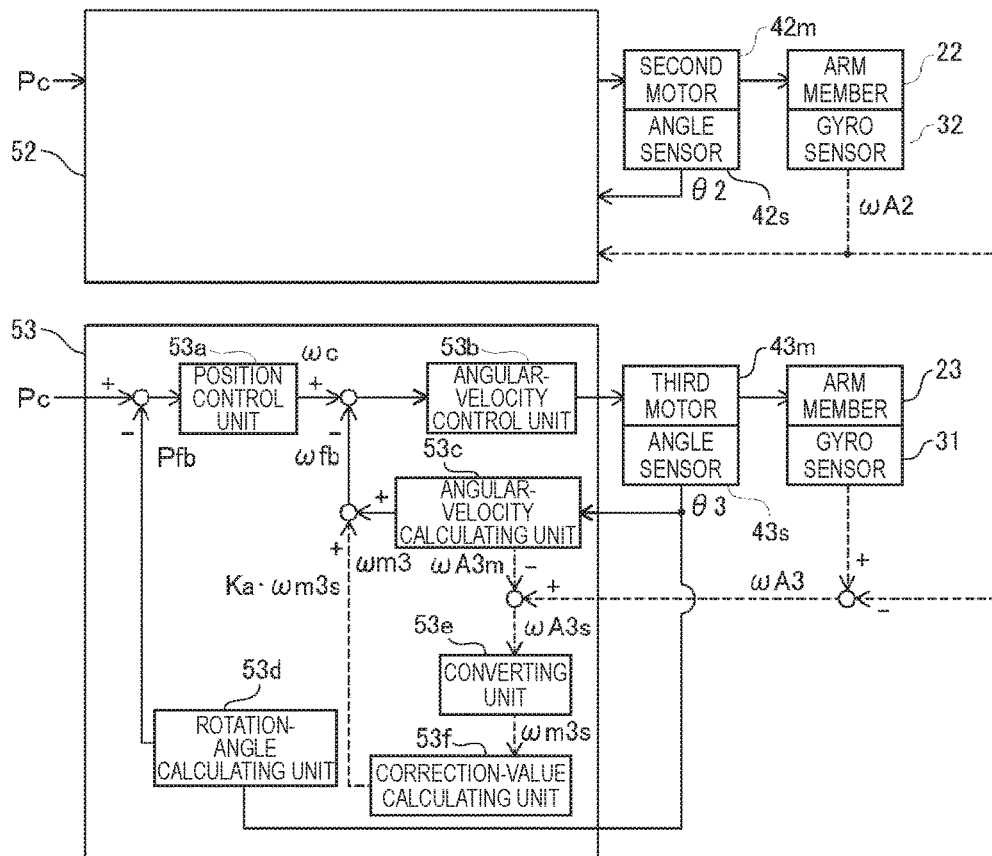 42m
22
Pc
SECOND
MOTOR
ARM
MEMBER
32
52
ANGLE
SENSOR
GYRO
SENSOR
θ2
42s
ωA2
53
53a
ωc
53b
43m
23
Pc
+
POSITION
CONTROL
UNIT
+
ANGULAR-
VELOCITY
CONTROL UNIT
THIRD
MOTOR
ARM
MEMBER
−
Pfb
−
ωfb
53c
ANGLE
SENSOR
GYRO
SENSOR
31
+
ANGULAR-
VELOCITY
CALCULATING UNIT
θ3
43s
+
ωm3
ωA3m
−
+
ωA3
+
−
Ka· ωm3s
ωA3s
53e
CONVERTING
UNIT
53d
ωm3s
ROTATION-
ANGLE
CALCULATING UNIT
53f
CORRECTION-VALUE
CALCULATING UNIT